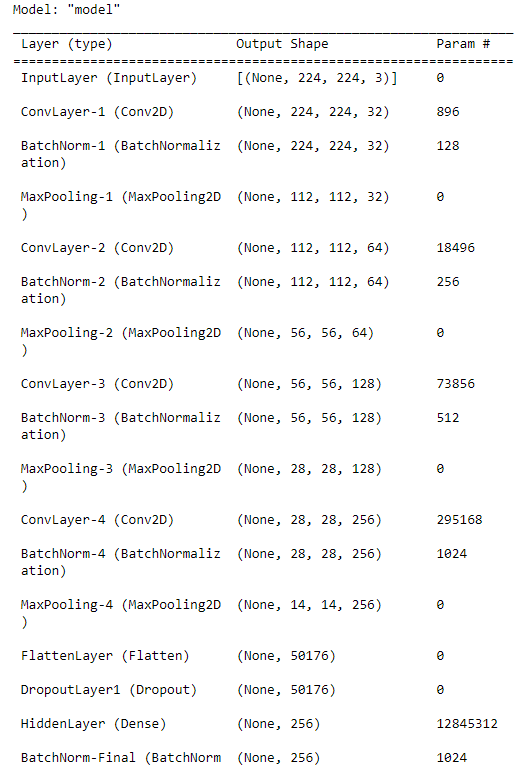 Model: "model"
Layer (type) Output Shape Param #
InputLayer (InputLayer) [(None, 224, 224, 3)] 0
ConvLayer-1 (Conv2D) (None, 224, 224, 32) 896
BatchNorm-1 (BatchNormaliz (None, 224, 224, 32) 128
ation)
MaxPooling-1 (MaxPooling2D (None, 112, 112, 32) 0
)
ConvLayer-2 (Conv2D) (None, 112, 112, 64) 18496
BatchNorm-2 (BatchNormaliz (None, 112, 112, 64) 256
ation)
MaxPooling-2 (MaxPooling2D (None, 56, 56, 64) 0
)
ConvLayer-3 (Conv2D) (None, 56, 56, 128) 73856
BatchNorm-3 (BatchNormaliz (None, 56, 56, 128) 512
ation)
MaxPooling-3 (MaxPooling2D (None, 28, 28, 128) 0
)
ConvLayer-4 (Conv2D) (None, 28, 28, 256) 295168
BatchNorm-4 (BatchNormaliz (None, 28, 28, 256) 1024
ation)
MaxPooling-4 (MaxPooling2D (None, 14, 14, 256) 0
)
FlattenLayer (Flatten) (None, 50176) 0
DropoutLayer1 (Dropout) (None, 50176) 0
HiddenLayer (Dense) (None, 256) 12845312
BatchNorm-Final (BatchNorm (None, 256) 1024